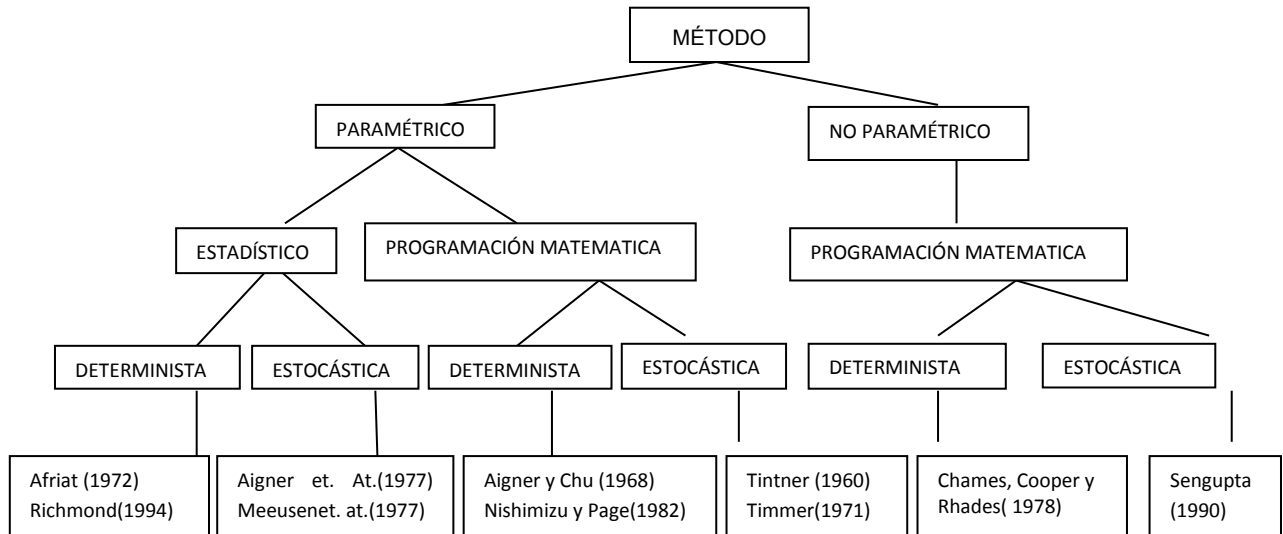 MÉTODO
PARAMÉTRICO
NO PARAMÉTRICO
ESTADÍSTICO
PROGRAMACIÓN MATEMATICA
PROGRAMACIÓN MATEMATICA
DETERMINISTA
ESTOCÁSTICA
DETERMINISTA
ESTOCÁSTICA
DETERMINISTA
ESTOCÁSTICA
Afriat (1972)
Richmond(1994)
Aigner et. At.(1977)
Meeusenet. at.(1977)
Aigner y Chu (1968)
Nishimizu y Page(1982)
Tintner (1960)
Timmer(1971)
Chames, Cooper y
Rhades( 1978)
Sengupta
(1990)